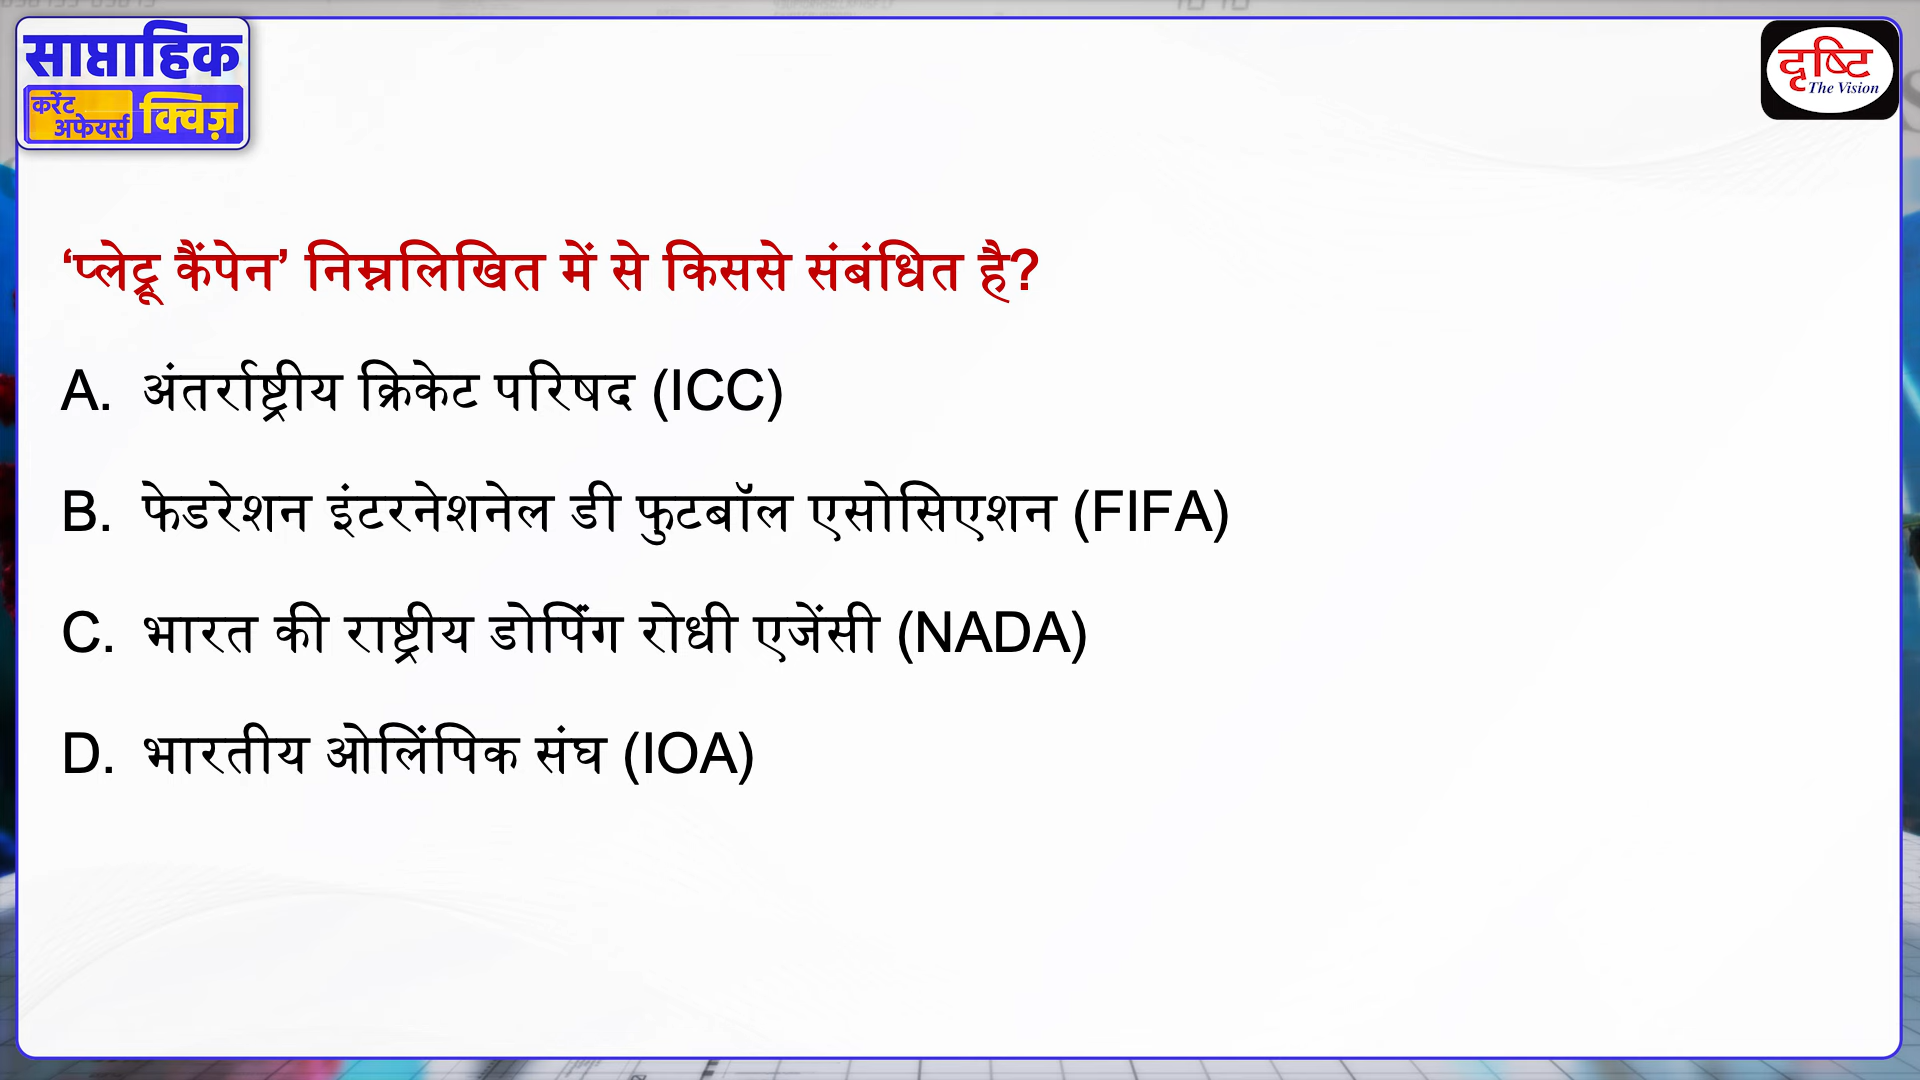 साप्ताहिक
करेंट
अफेयर्स क्विज़
दृष्टि
The Vision
‘प्लेट्रू कैंपेन’ निम्नलिखित में से किससे संबंधित है?
A. अंतर्राष्ट्रीय क्रिकेट परिषद (ICC)
B. फेडरेशन इंटरनेशनेल डी फुटबॉल एसोसिएशन (FIFA)
C. भारत की राष्ट्रीय डोपिंग रोधी एजेंसी (NADA)
D. भारतीय ओलिंपिक संघ (IOA)